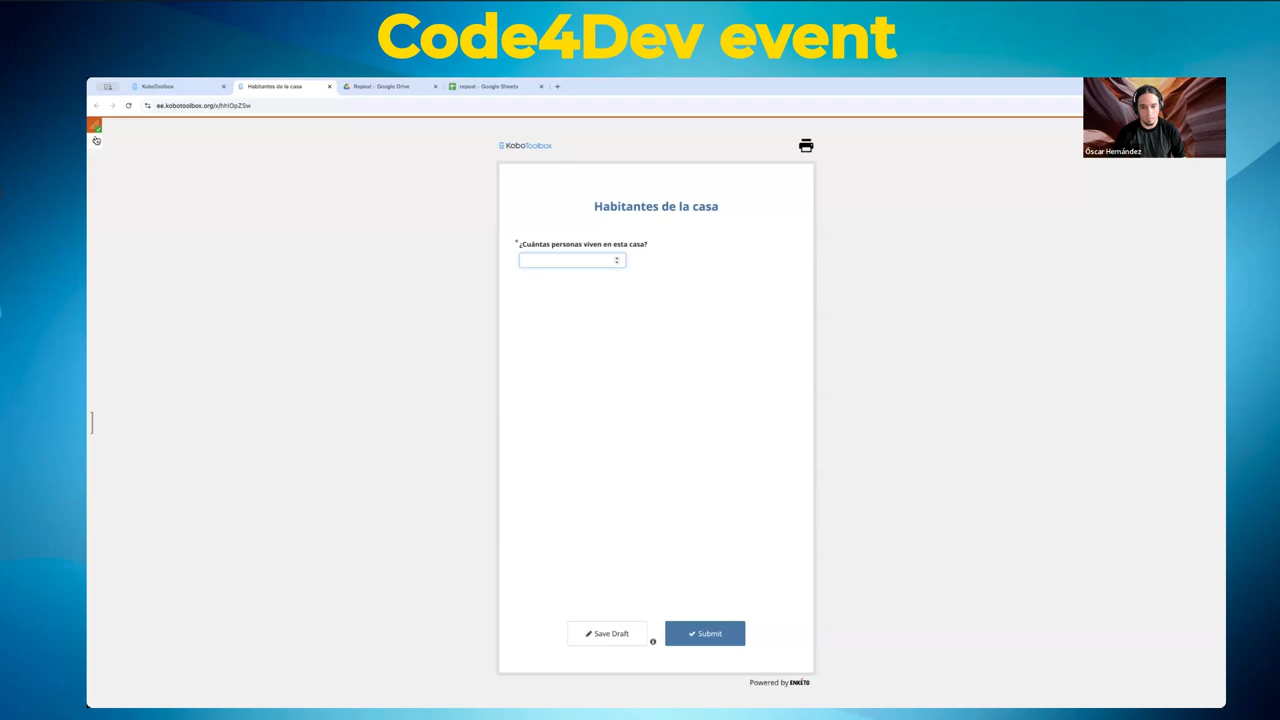 Code4Dev event
KoboToolbox
Habitantes de la casa
Repeat - Google Drive
repeat - Google Sheets
ee.kobotoolbox.org/x/hhIOpZSw
Óscar Hernández
KoboToolbox
Habitantes de la casa
* ¿Cuántas personas viven en esta casa?
Save Draft
Submit
Powered by ENKETO